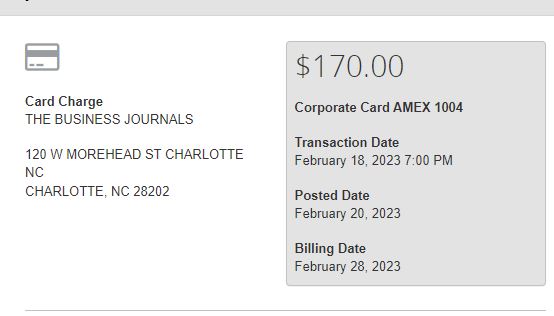 Card Charge
THE BUSINESS JOURNALS
120 W MOREHEAD ST CHARLOTTE
NC
CHARLOTTE, NC 28202
$170.00
Corporate Card AMEX 1004
Transaction Date
February 18, 2023 7:00 PM
Posted Date
February 20, 2023
Billing Date
February 28, 2023